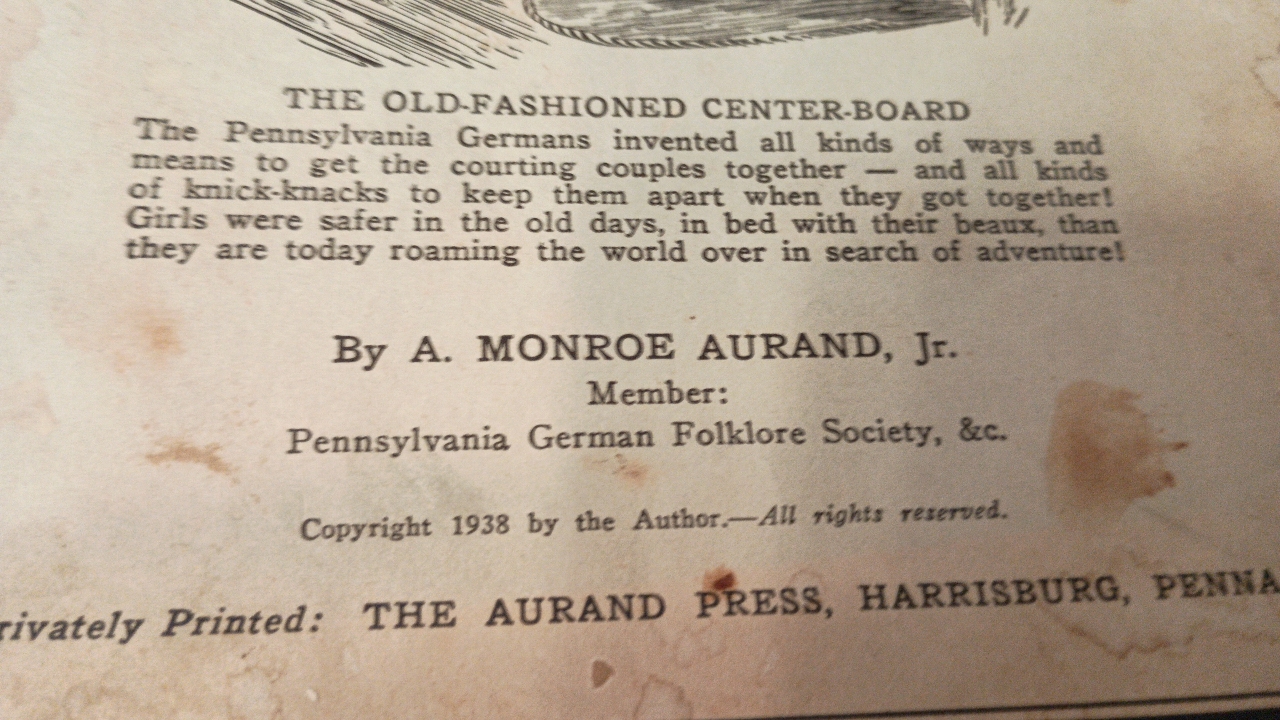 THE OLD-FASHIONED CENTER-BOARD
The Pennsylvania Germans invented all kinds of ways and
means to get the courting couples together — and all kinds
of knick-knacks to keep them apart when they got together!
Girls were safer in the old days, in bed with their beaux, than
they are today roaming the world over in search of adventure!
By A. MONROE AURAND, Jr.
Member:
Pennsylvania German Folklore Society, &c.
Copyright 1938 by the Author.—All rights reserved.
rivately Printed: THE AURAND PRESS, HARRISBURG, PENNA